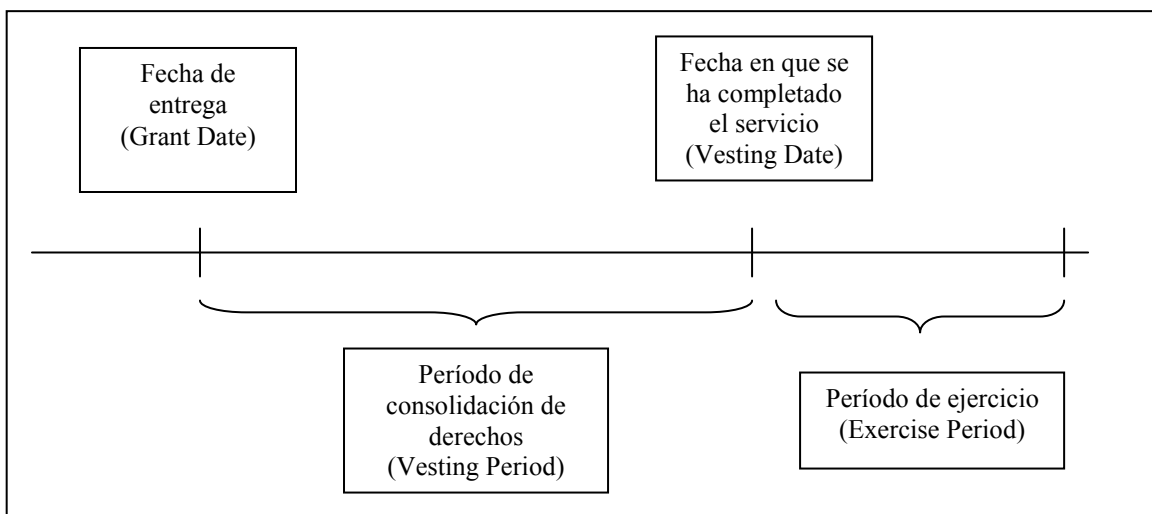 Fecha de
entrega
(Grant Date)
Fecha en que se
ha completado
el servicio
(Vesting Date)
Período de
consolidación de
derechos
(Vesting Period)
Período de ejercicio
(Exercise Period)